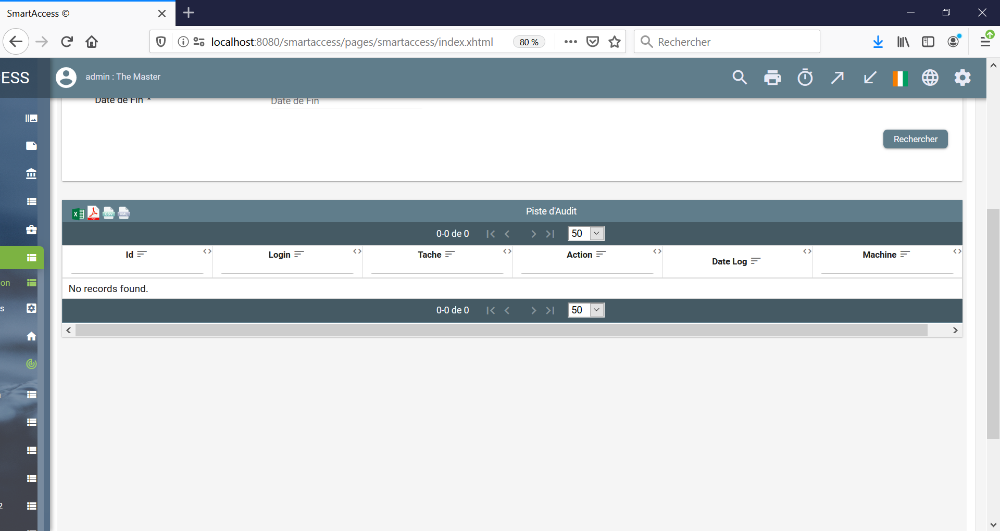 SmartAccess ©
localhost:8080/smartaccess/pages/smartaccess/index.xhtml
80 %
Rechercher
ESS
admin : The Master
Date de Fin *
Date de Fin
Rechercher
Piste d'Audit
0-0 de 0
50
Id
Login
Tache
Action
Date Log
Machine
No records found.
0-0 de 0
50
on
s
2